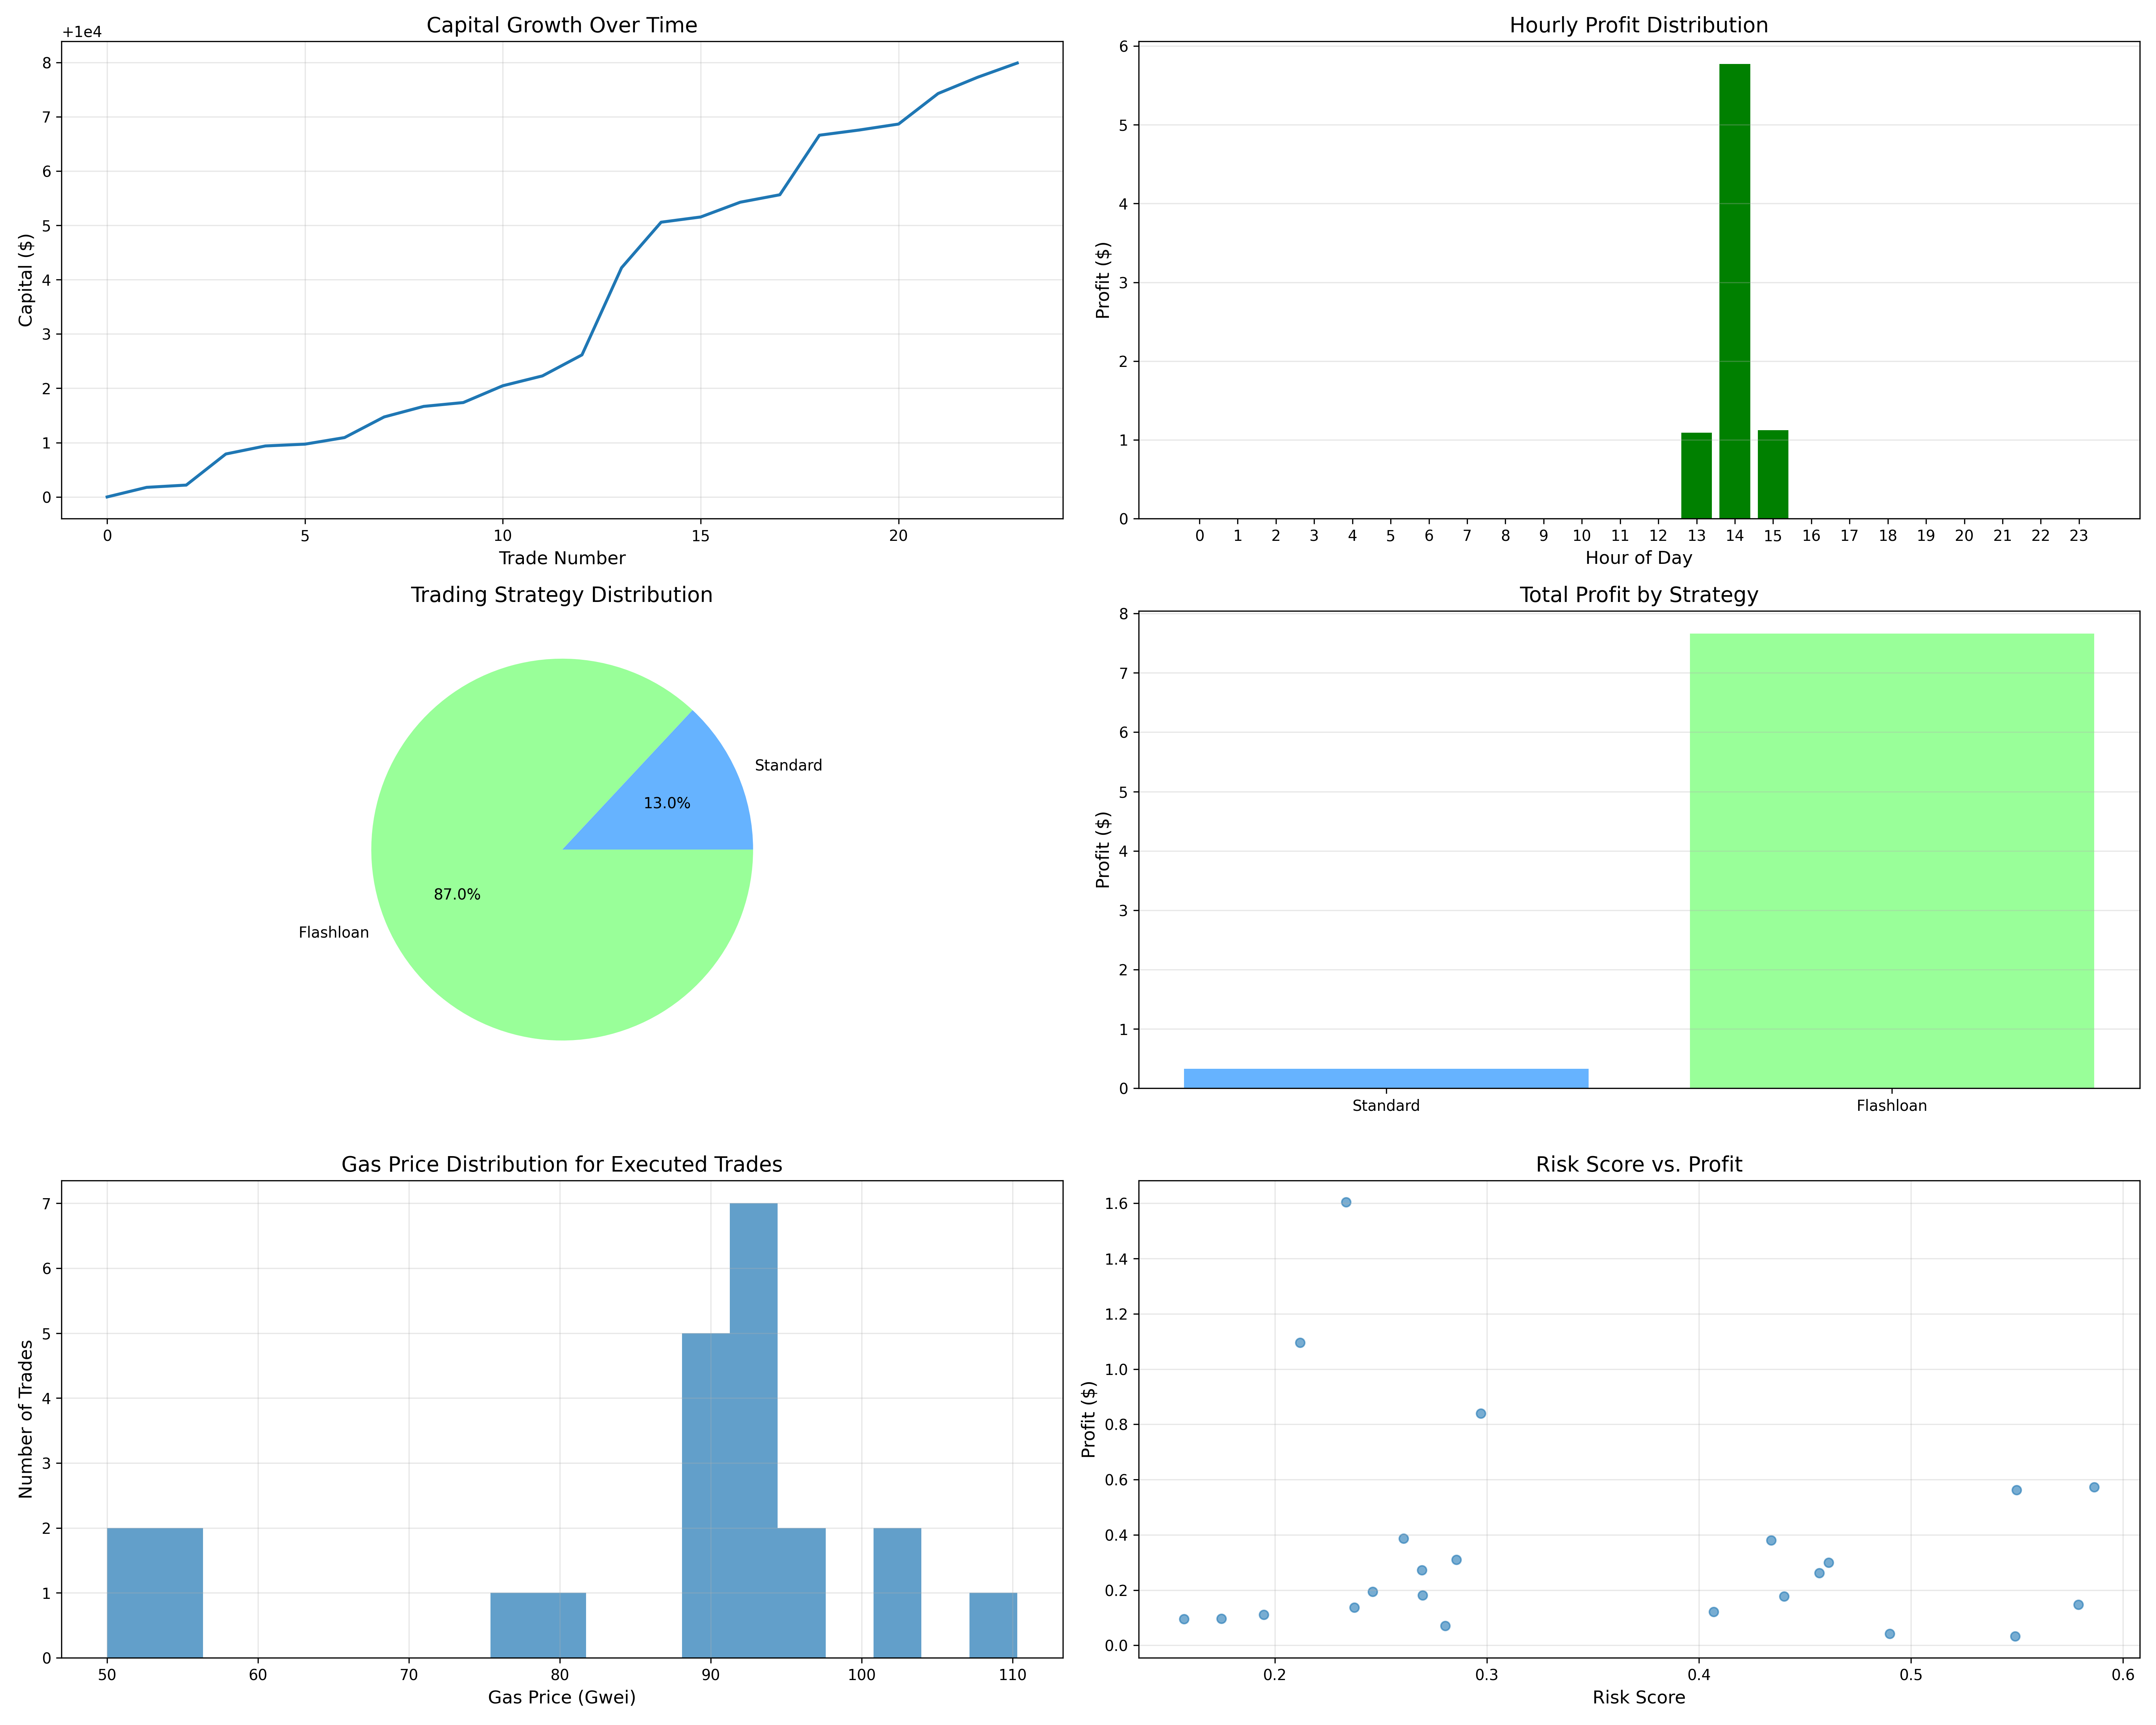 Capital Growth Over Time
+1e4
8
7
6
5
4
3
2
1
0
Capital ($)
0 5 10 15 20
Trade Number
Hourly Profit Distribution
6
5
4
3
2
1
0
Profit ($)
0 1 2 3 4 5 6 7 8 9 10 11 12 13 14 15 16 17 18 19 20 21 22 23
Hour of Day
Trading Strategy Distribution
Standard
13.0%
87.0%
Flashloan
Total Profit by Strategy
8
7
6
5
4
3
2
1
0
Profit ($)
Standard Flashloan
Gas Price Distribution for Executed Trades
7
6
5
4
3
2
1
0
Number of Trades
50 60 70 80 90 100 110
Gas Price (Gwei)
Risk Score vs. Profit
1.6
1.4
1.2
1.0
0.8
0.6
0.4
0.2
0.0
Profit ($)
0.2 0.3 0.4 0.5 0.6
Risk Score